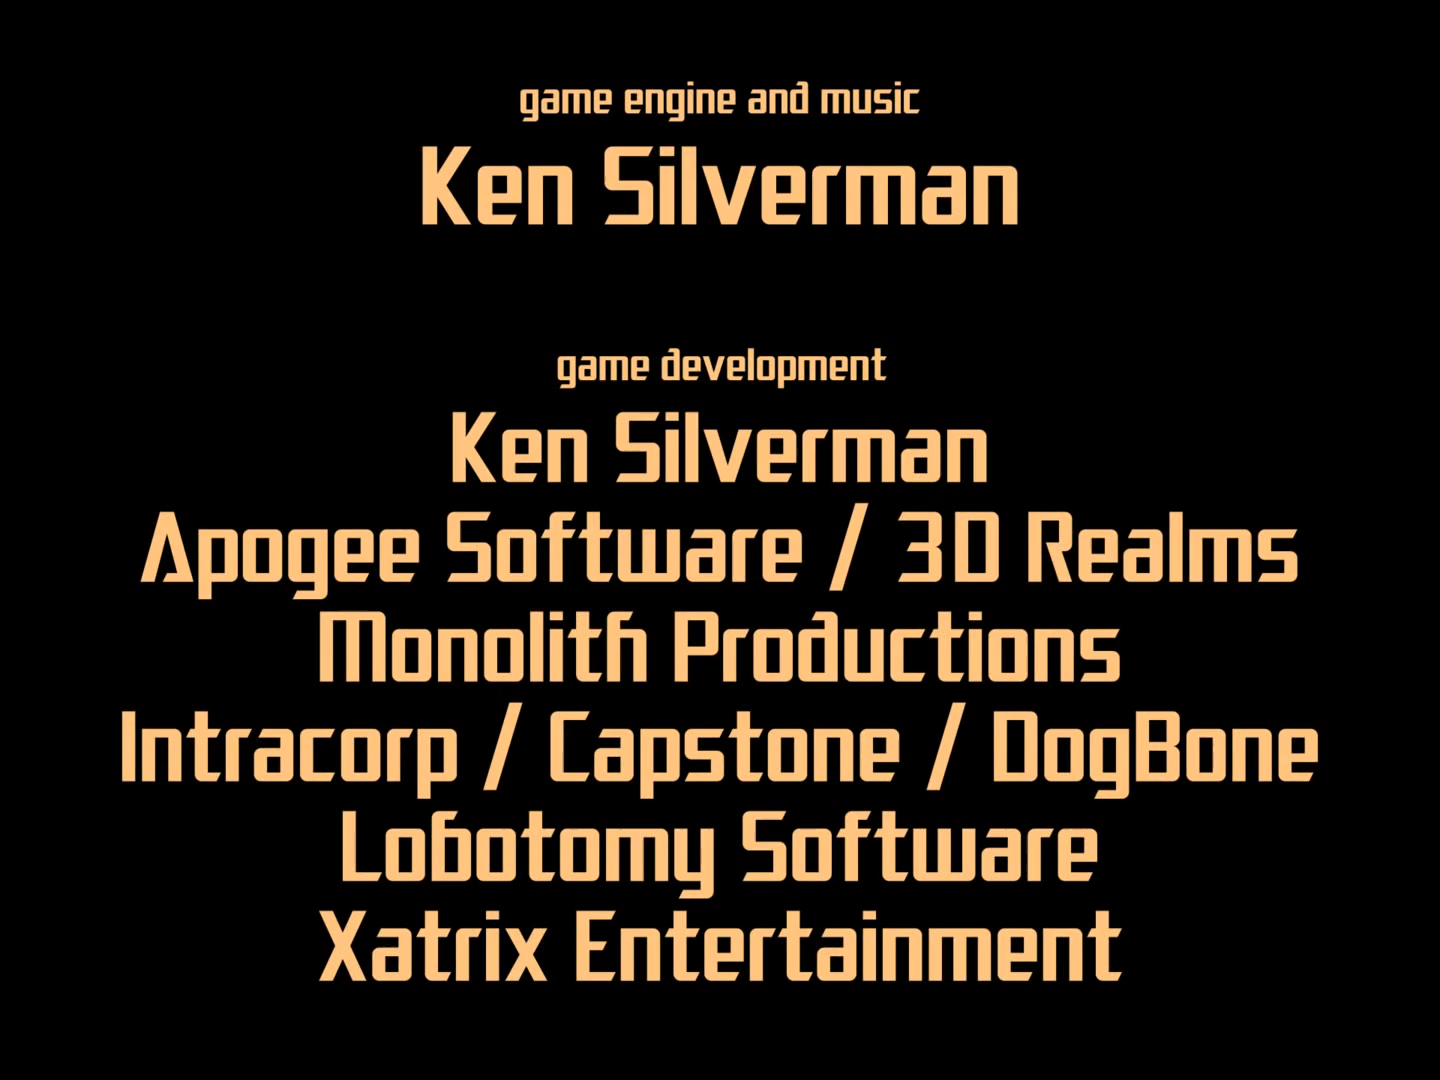 game engine and music
Ken Silverman
game development
Ken Silverman
Apogee Software / 3D Realms
Monolith Productions
Intracorp / Capstone / DogBone
Lobotomy Software
Xatrix Entertainment